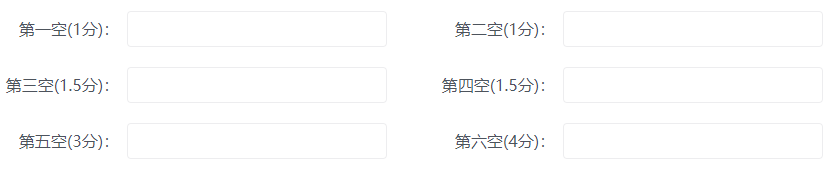 第一空(1分)： 第二空(1分)：
第三空(1.5分)： 第四空(1.5分)：
第五空(3分)： 第六空(4分)：